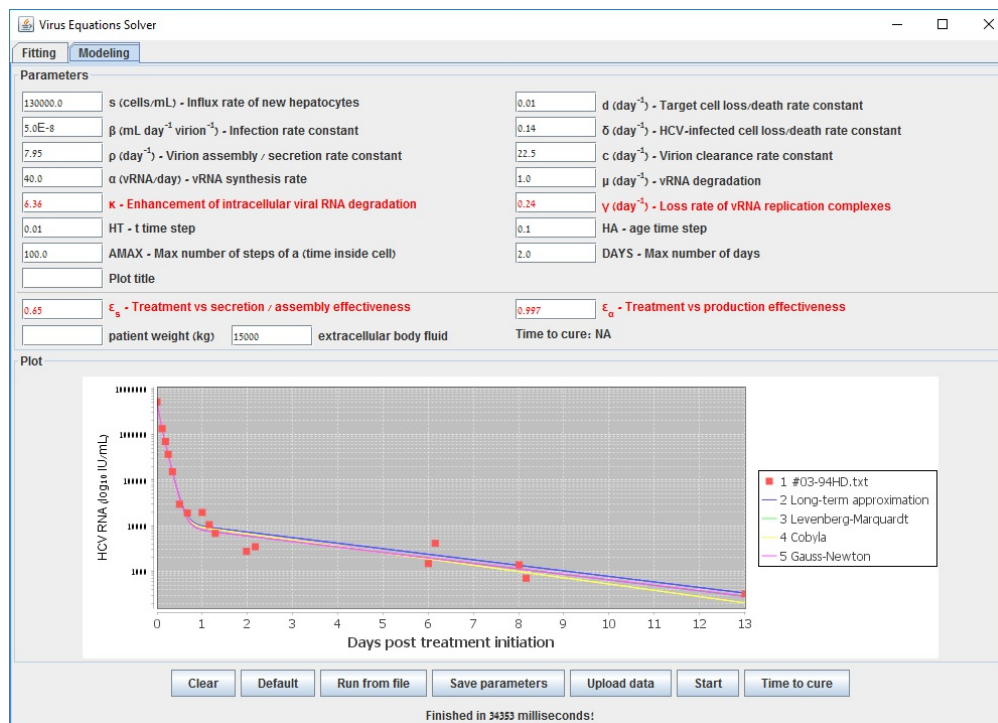 Virus Equations Solver
Fitting Modeling
Parameters
130000.0 s (cells/mL) - Influx rate of new hepatocytes 0.01 d (day⁻¹) - Target cell loss/death rate constant
5.0E-8 β (mL day⁻¹ virion⁻¹) - Infection rate constant 0.14 δ (day⁻¹) - HCV-infected cell loss/death rate constant
7.95 ρ (day⁻¹) - Virion assembly / secretion rate constant 22.5 c (day⁻¹) - Virion clearance rate constant
40.0 α (vRNA/day) - vRNA synthesis rate 1.0 μ (day⁻¹) - vRNA degradation
6.36 κ - Enhancement of intracellular viral RNA degradation 0.24 γ (day⁻¹) - Loss rate of vRNA replication complexes
0.01 HT - t time step 0.1 HA - age time step
100.0 AMAX - Max number of steps of a (time inside cell) 2.0 DAYS - Max number of days
Plot title
0.65 εs - Treatment vs secretion / assembly effectiveness 0.997 εα - Treatment vs production effectiveness
patient weight (kg) 15000 extracellular body fluid Time to cure: NA
Plot
HCV RNA (log₁₀ IU/mL)
1000000
100000
10000
1000
1 #03-94HD.txt
2 Long-term approximation
3 Levenberg-Marquardt
4 Cobyla
5 Gauss-Newton
0 1 2 3 4 5 6 7 8 9 10 11 12 13
Days post treatment initiation
Clear Default Run from file Save parameters Upload data Start Time to cure
Finished in 34353 milliseconds!